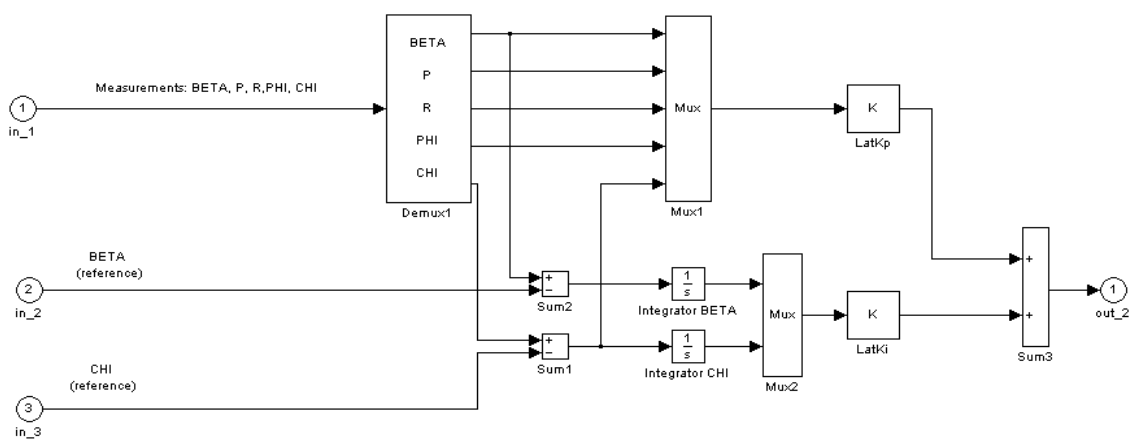 Measurements: BETA, P, R,PHI, CHI
1
in_1
BETA
P
R
PHI
CHI
Demux1
Mux
Mux1
K
LatKp
BETA
(reference)
2
in_2
+
−
Sum2
1
s
Integrator BETA
Mux
Mux2
K
LatKi
+
+
Sum3
1
out_2
+
−
Sum1
1
s
Integrator CHI
CHI
(reference)
3
in_3